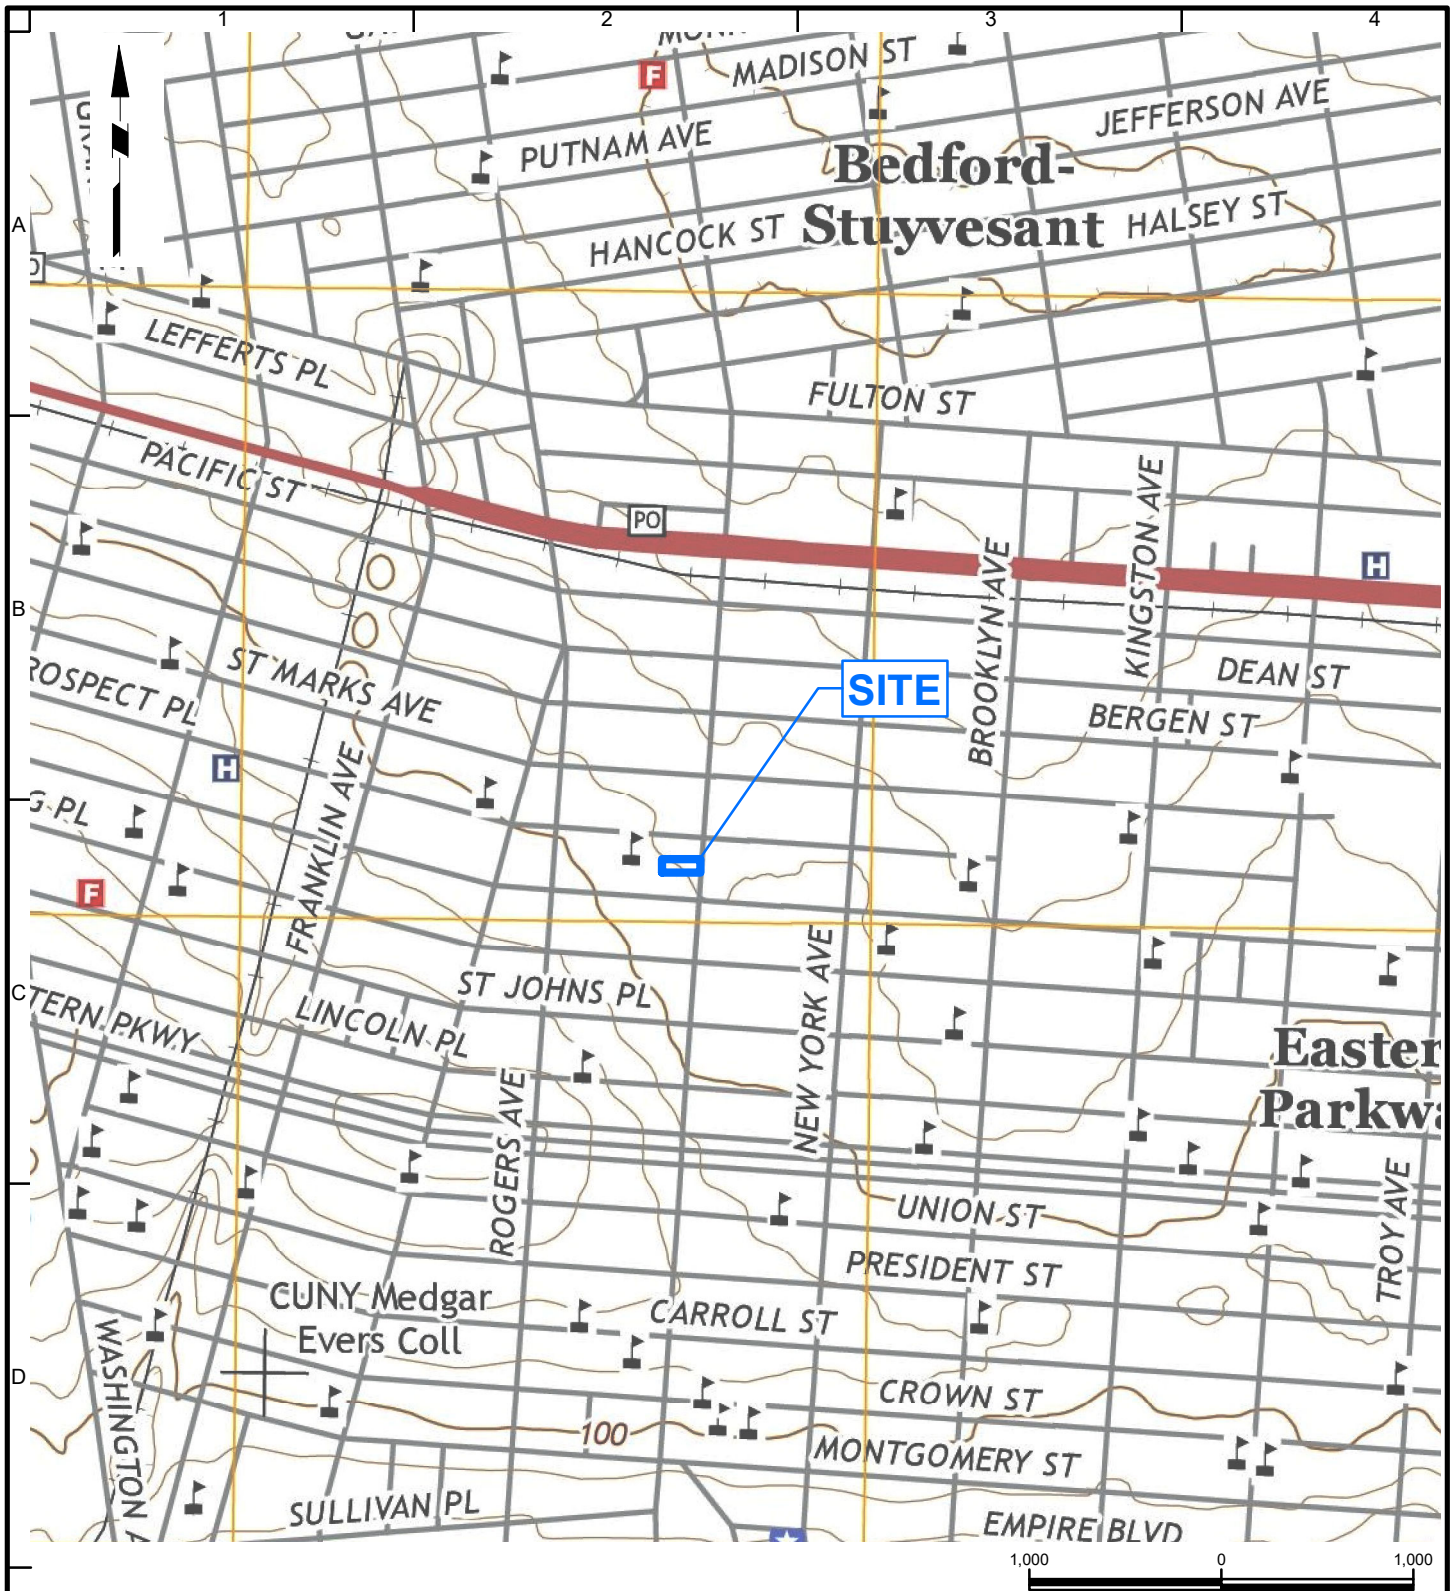 1 2 3 4
MADISON ST
F
JEFFERSON AVE
PUTNAM AVE
Bedford-
Stuyvesant
HALSEY ST
HANCOCK ST
A
LEFFERTS PL
FULTON ST
PACIFIC ST
KINGSTON AVE
PO
BROOKLYN AVE
H
B
ST MARKS AVE
DEAN ST
ROSPECT PL
SITE
BERGEN ST
H
FRANKLIN AVE
G PL
F
NEW YORK AVE
ST JOHNS PL
C
TERN PKWY
LINCOLN PL
Easter
Parkwa
ROGERS AVE
TROY AVE
UNION ST
PRESIDENT ST
CUNY Medgar
Evers Coll
CARROLL ST
WASHINGTON A
D
CROWN ST
100
MONTGOMERY ST
SULLIVAN PL
EMPIRE BLVD
1,000 0 1,000